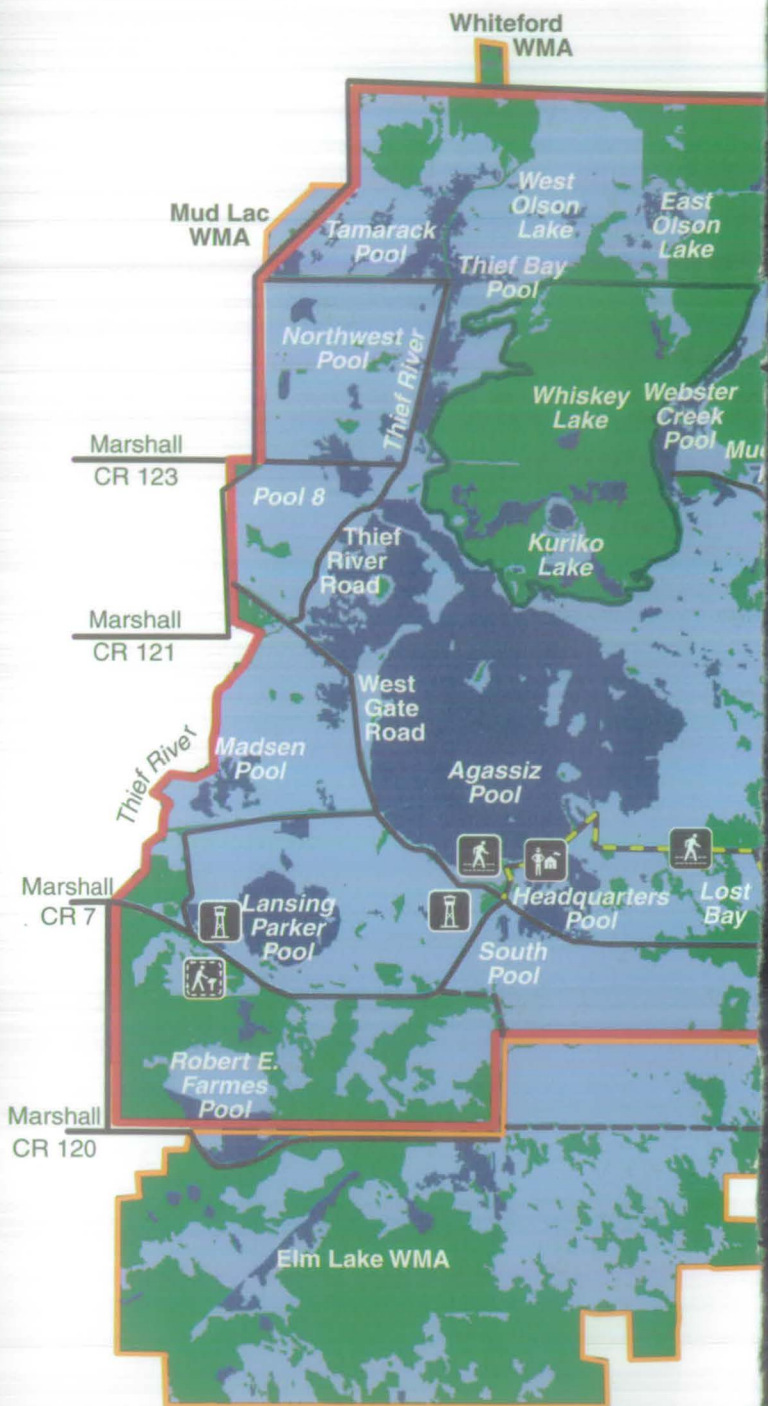 Whiteford
WMA
Mud Lac
WMA
Tamarack
Pool
West
Olson
Lake
East
Olson
Lake
Thief Bay
Pool
Northwest
Pool
Thief River
Whiskey
Lake
Webster
Creek
Pool
Marshall
CR 123
Pool 8
Thief
River
Road
Kuriko
Lake
Marshall
CR 121
West
Gate
Road
Thief River
Madsen
Pool
Agassiz
Pool
Marshall
CR 7
Lansing
Parker
Pool
Headquarters
Pool
Lost
Bay
South
Pool
Robert E.
Farmes
Pool
Marshall
CR 120
Elm Lake WMA